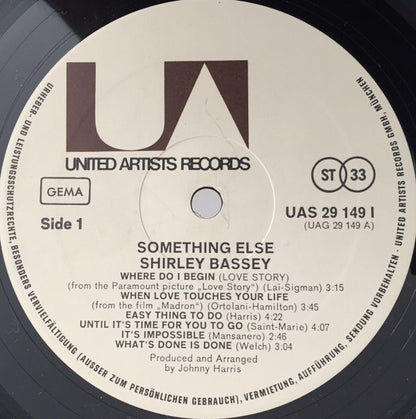 UA
UNITED ARTISTS RECORDS
GEMA
ST 33
Side 1
UAS 29 149 I
(UAG 29 149 A)
SOMETHING ELSE
SHIRLEY BASSEY
WHERE DO I BEGIN (LOVE STORY)
(from the Paramount picture „Love Story") (Lai-Sigman) 3:15
WHEN LOVE TOUCHES YOUR LIFE
(from the film „Madron") (Ortolani-Hamilton) 3:45
EASY THING TO DO (Harris) 4:22
UNTIL IT'S TIME FOR YOU TO GO (Saint-Marie) 4:07
IT'S IMPOSSIBLE (Mansanero) 2:46
WHAT'S DONE IS DONE (Welch) 3:04
Produced and Arranged
by Johnny Harris
URHEBER- UND LEISTUNGSSCHUTZRECHTE, BESONDERS VERVIELFÄLTIGUNG (AUSSER ZUM PERSÖNLICHEN GEBRAUCH), VERMIETUNG, AUFFÜHRUNG, SENDUNG VORBEHALTEN · UNITED ARTISTS RECORDS GMBH, MÜNCHEN